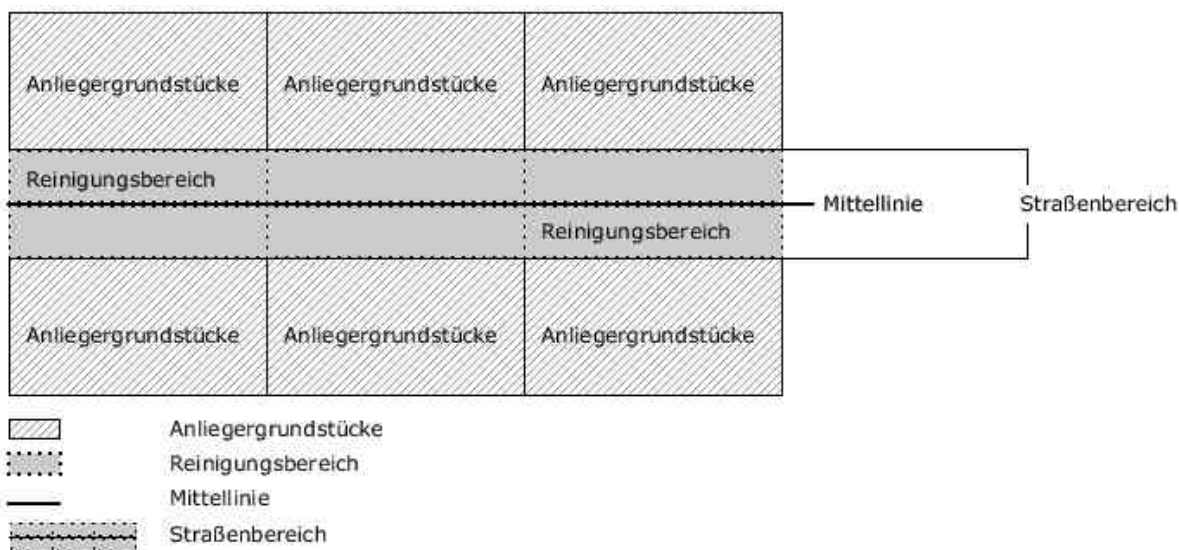 Anliegergrundstücke Anliegergrundstücke Anliegergrundstücke
Reinigungsbereich
Mittellinie Straßenbereich
Reinigungsbereich
Anliegergrundstücke Anliegergrundstücke Anliegergrundstücke
Anliegergrundstücke
Reinigungsbereich
Mittellinie
Straßenbereich